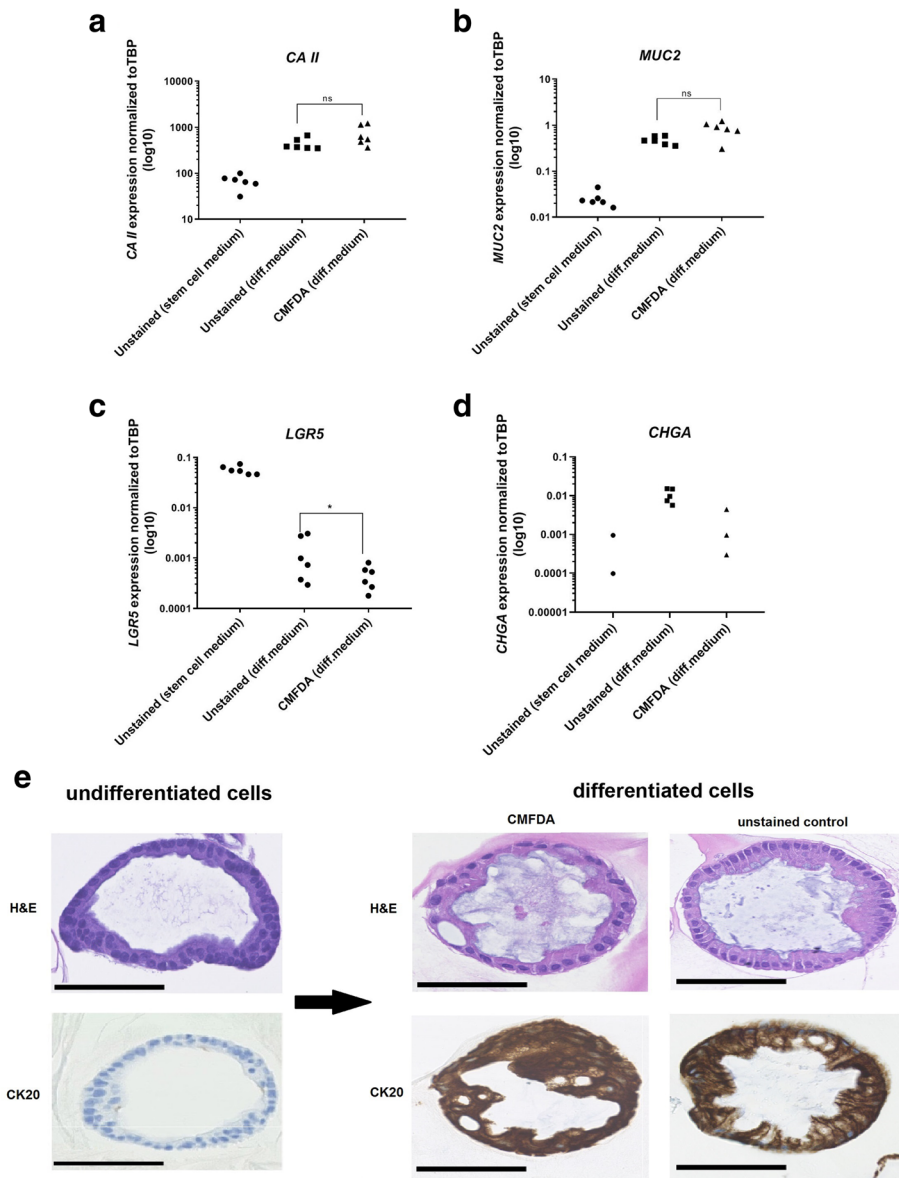 a
CA II
CA II expression normalized toTBP
(log10)
10000
1000
100
10
ns
Unstained (stem cell medium)
Unstained (diff.medium)
CMFDA (diff.medium)
b
MUC2
MUC2 expression normalized toTBP
(log10)
10
1
0.1
0.01
ns
Unstained (stem cell medium)
Unstained (diff.medium)
CMFDA (diff.medium)
c
LGR5
LGR5 expression normalized toTBP
(log10)
0.1
0.01
0.001
0.0001
*
Unstained (stem cell medium)
Unstained (diff.medium)
CMFDA (diff.medium)
d
CHGA
CHGA expression normalized toTBP
(log10)
0.1
0.01
0.001
0.0001
0.00001
Unstained (stem cell medium)
Unstained (diff.medium)
CMFDA (diff.medium)
e
undifferentiated cells
differentiated cells
CMFDA
unstained control
H&E
H&E
CK20
CK20